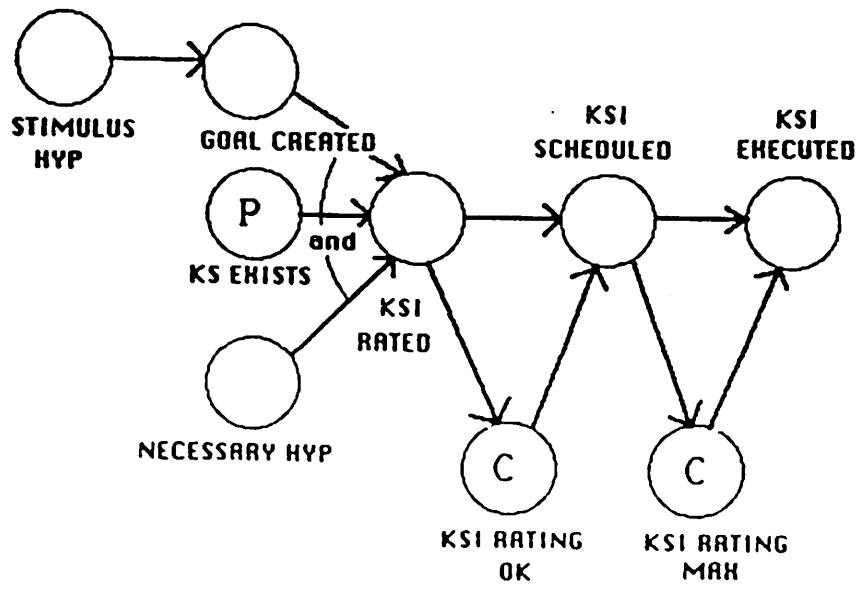 STIMULUS
HYP
GOAL CREATED
P
KS EXISTS
and
NECESSARY HYP
KSI
RATED
KSI
SCHEDULED
KSI
EXECUTED
C
KSI RATING
OK
C
KSI RATING
MAX